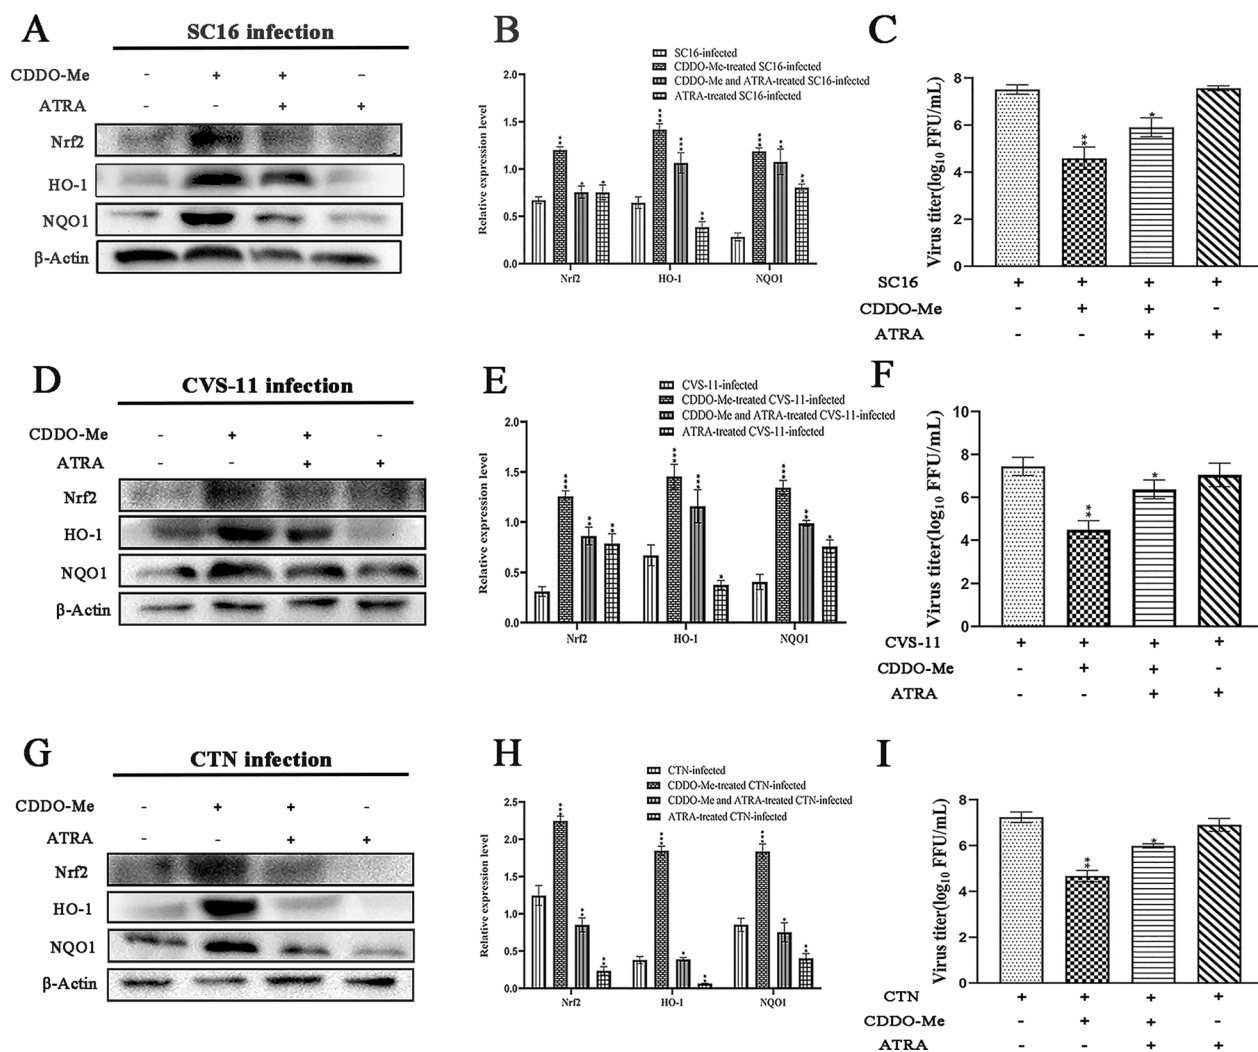 A
SC16 infection
CDDO-Me - + + -
ATRA - - + +
Nrf2
HO-1
NQO1
β-Actin
B
SC16-infected
CDDO-Me-treated SC16-infected
CDDO-Me and ATRA-treated SC16-infected
ATRA-treated SC16-infected
Relative expression level
2.0
1.5
1.0
0.5
0.0
** * * *** *** ** *** * **
Nrf2 HO-1 NQO1
C
Virus titer(log10 FFU/mL)
8
6
4
2
0
** *
SC16 + + + +
CDDO-Me - + + -
ATRA - - + +
D
CVS-11 infection
CDDO-Me - + + -
ATRA - - + +
Nrf2
HO-1
NQO1
β-Actin
E
CVS-11-infected
CDDO-Me-treated CVS-11-infected
CDDO-Me and ATRA-treated CVS-11-infected
ATRA-treated CVS-11-infected
Relative expression level
2.0
1.5
1.0
0.5
0.0
*** ** ** *** *** * *** ** *
Nrf2 HO-1 NQO1
F
Virus titer(log10 FFU/mL)
10
8
6
4
2
0
** *
CVS-11 + + + +
CDDO-Me - + + -
ATRA - - + +
G
CTN infection
CDDO-Me - + + -
ATRA - - + +
Nrf2
HO-1
NQO1
β-Actin
H
CTN-infected
CDDO-Me-treated CTN-infected
CDDO-Me and ATRA-treated CTN-infected
ATRA-treated CTN-infected
Relative expression level
2.5
2.0
1.5
1.0
0.5
0.0
*** ** ** *** * ** *** * **
Nrf2 HO-1 NQO1
I
Virus titer(log10 FFU/mL)
8
6
4
2
0
** *
CTN + + + +
CDDO-Me - + + -
ATRA - - + +